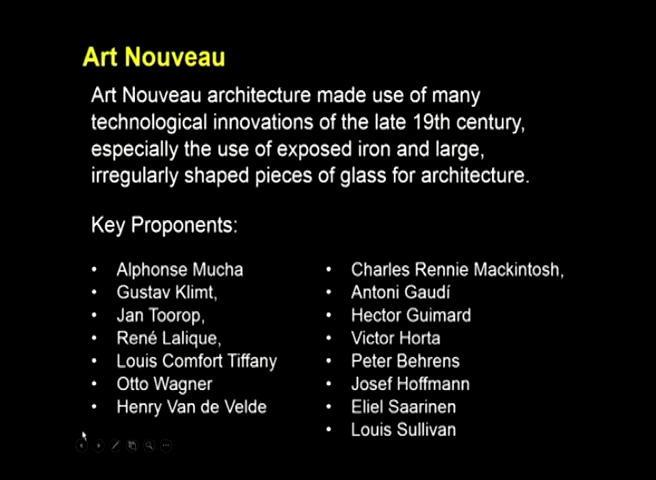 Art Nouveau
Art Nouveau architecture made use of many
technological innovations of the late 19th century,
especially the use of exposed iron and large,
irregularly shaped pieces of glass for architecture.
Key Proponents:
• Alphonse Mucha
• Gustav Klimt,
• Jan Toorop,
• René Lalique,
• Louis Comfort Tiffany
• Otto Wagner
• Henry Van de Velde
• Charles Rennie Mackintosh,
• Antoni Gaudí
• Hector Guimard
• Victor Horta
• Peter Behrens
• Josef Hoffmann
• Eliel Saarinen
• Louis Sullivan